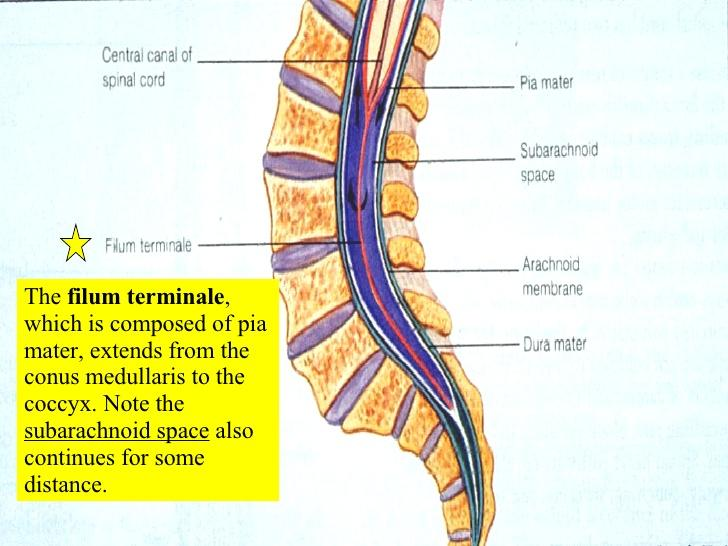 Central canal of
spinal cord
Pia mater
Subarachnoid
space
Filum terminale
Arachnoid
membrane
Dura mater
The filum terminale,
which is composed of pia
mater, extends from the
conus medullaris to the
coccyx. Note the
subarachnoid space also
continues for some
distance.